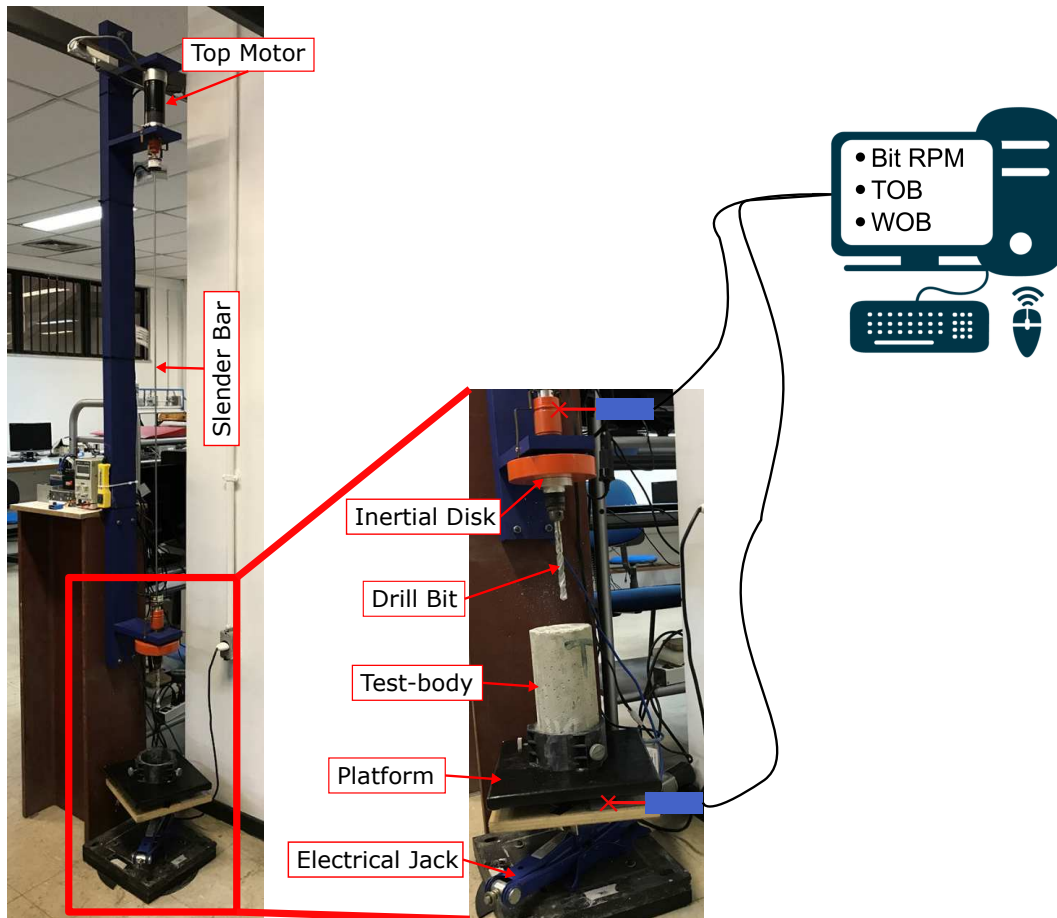 Top Motor
• Bit RPM
• TOB
• WOB
Slender Bar
Inertial Disk
Drill Bit
Test-body
Platform
Electrical Jack